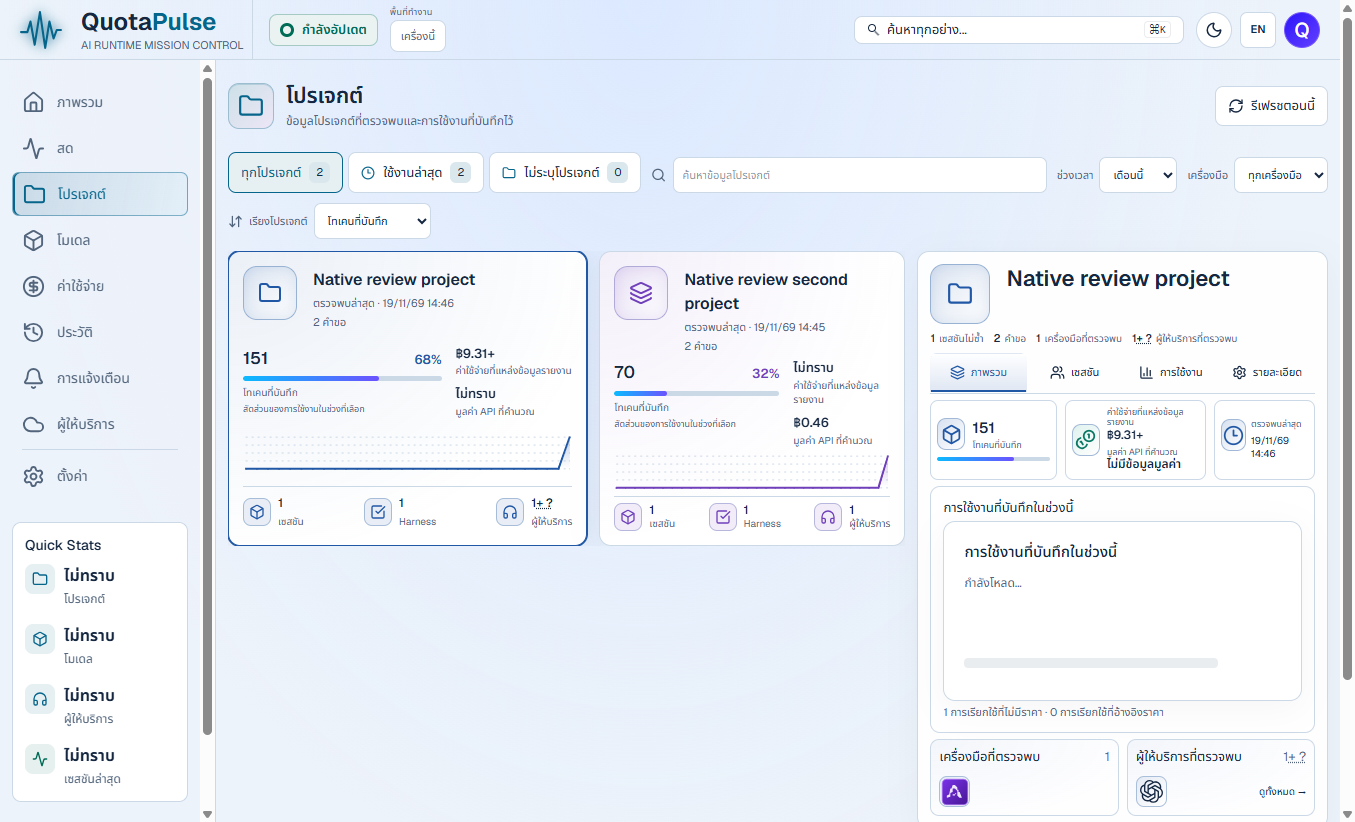 QuotaPulse
AI RUNTIME MISSION CONTROL
กำลังอัปเดต
พื้นที่ทำงาน
เครื่องนี้
ค้นหาทุกอย่าง...
⌘K
EN
Q
ภาพรวม
สด
โปรเจกต์
โมเดล
ค่าใช้จ่าย
ประวัติ
การแจ้งเตือน
ผู้ให้บริการ
ตั้งค่า
Quick Stats
ไม่ทราบ
โปรเจกต์
ไม่ทราบ
โมเดล
ไม่ทราบ
ผู้ให้บริการ
ไม่ทราบ
เซสชันล่าสุด
โปรเจกต์
ข้อมูลโปรเจกต์ที่ตรวจพบและการใช้งานที่บันทึกไว้
รีเฟรชตอนนี้
ทุกโปรเจกต์ 2
ใช้งานล่าสุด 2
ไม่ระบุโปรเจกต์ 0
ค้นหาข้อมูลโปรเจกต์
ช่วงเวลา
เดือนนี้
เครื่องมือ
ทุกเครื่องมือ
เรียงโปรเจกต์
โทเคนที่บันทึก
Native review project
ตรวจพบล่าสุด · 19/11/69 14:46
2 คำขอ
151
68%
โทเคนที่บันทึก
สัดส่วนของการใช้งานในช่วงที่เลือก
฿9.31+
ค่าใช้จ่ายที่แหล่งข้อมูลรายงาน
ไม่ทราบ
มูลค่า API ที่คำนวณ
1
เซสชัน
1
Harness
1+ ?
ผู้ให้บริการ
Native review second
project
ตรวจพบล่าสุด · 19/11/69 14:45
2 คำขอ
70
32%
โทเคนที่บันทึก
สัดส่วนของการใช้งานในช่วงที่เลือก
ไม่ทราบ
ค่าใช้จ่ายที่แหล่งข้อมูล
รายงาน
฿0.46
มูลค่า API ที่คำนวณ
1
เซสชัน
1
Harness
1
ผู้ให้บริการ
Native review project
1 เซสชันไม่ซ้ำ 2 คำขอ 1 เครื่องมือที่ตรวจพบ 1+ ? ผู้ให้บริการที่ตรวจพบ
ภาพรวม
เซสชัน
การใช้งาน
รายละเอียด
151
โทเคนที่บันทึก
ค่าใช้จ่ายที่แหล่งข้อมูล
รายงาน
฿9.31+
มูลค่า API ที่คำนวณ
ไม่มีข้อมูลมูลค่า
ตรวจพบล่าสุด
19/11/69
14:46
การใช้งานที่บันทึกในช่วงนี้
การใช้งานที่บันทึกในช่วงนี้
กำลังโหลด...
1 การเรียกใช้ที่ไม่มีราคา · 0 การเรียกใช้ที่อ้างอิงราคา
เครื่องมือที่ตรวจพบ 1
ผู้ให้บริการที่ตรวจพบ 1+ ?
ดูทั้งหมด →